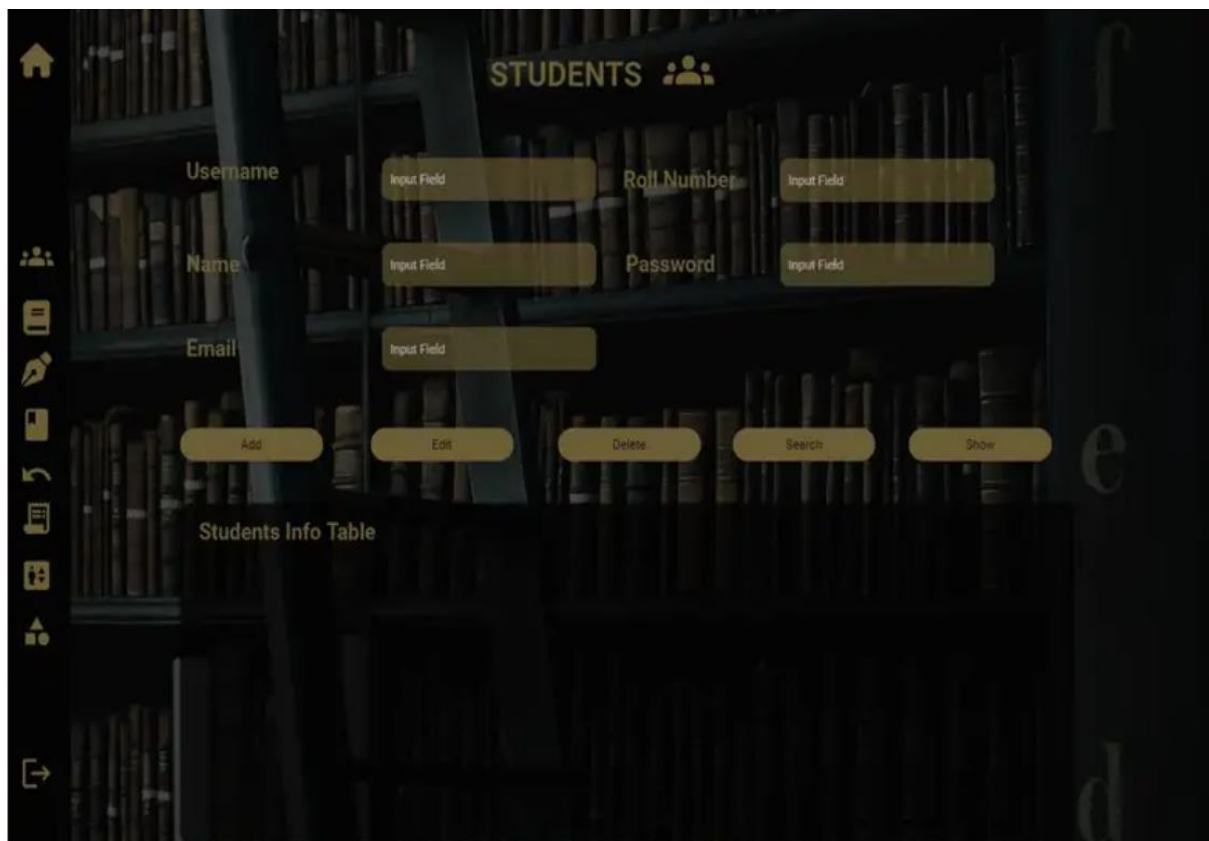 STUDENTS
Username Input Field Roll Number Input Field
Name Input Field Password Input Field
Email Input Field
Add Edit Delete Search Show
Students Info Table
f
e
d